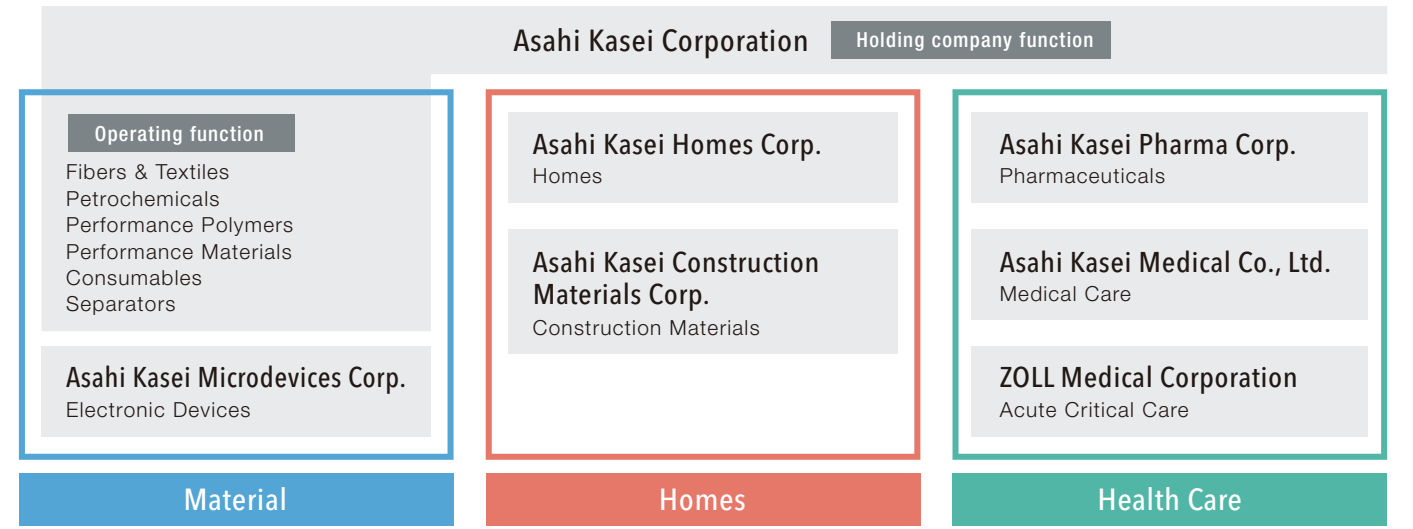 Asahi Kasei Corporation Holding company function
Operating function
Fibers & Textiles
Petrochemicals
Performance Polymers
Performance Materials
Consumables
Separators
Asahi Kasei Microdevices Corp.
Electronic Devices
Material
Asahi Kasei Homes Corp.
Homes
Asahi Kasei Construction
Materials Corp.
Construction Materials
Homes
Asahi Kasei Pharma Corp.
Pharmaceuticals
Asahi Kasei Medical Co., Ltd.
Medical Care
ZOLL Medical Corporation
Acute Critical Care
Health Care